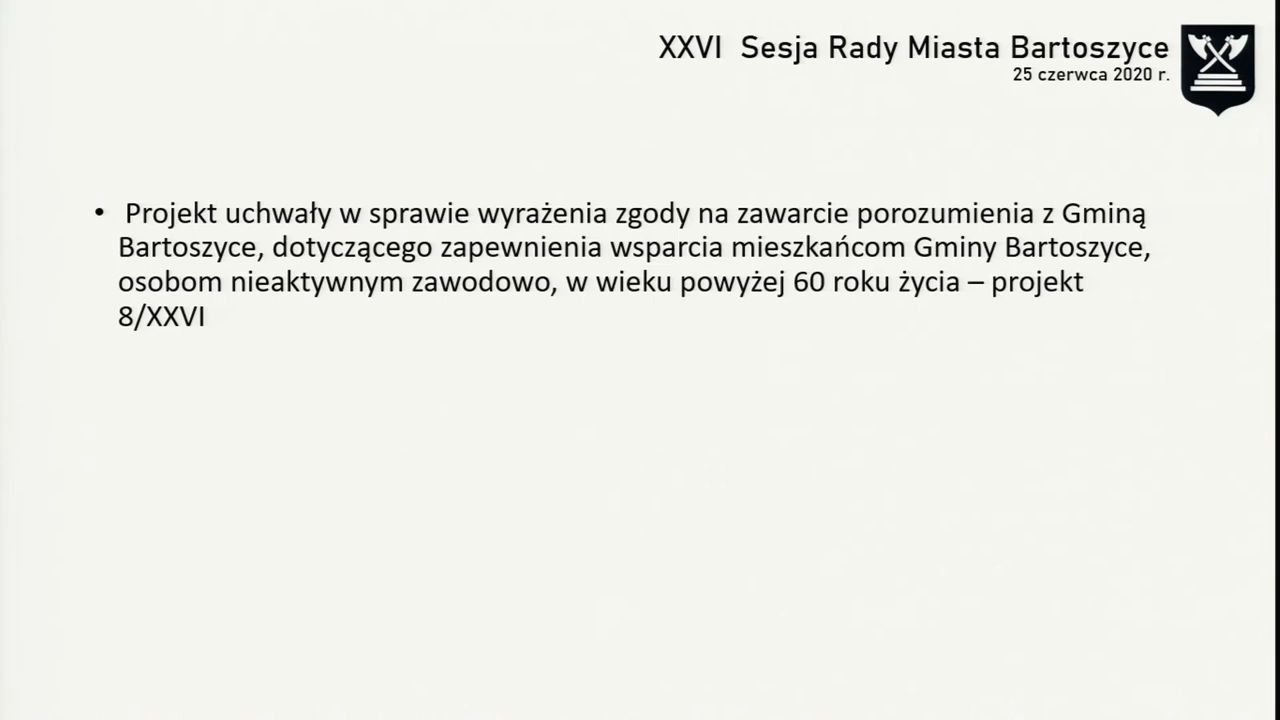 XXVI Sesja Rady Miasta Bartoszyce
25 czerwca 2020 r.
• Projekt uchwały w sprawie wyrażenia zgody na zawarcie porozumienia z Gminą
Bartoszyce, dotyczącego zapewnienia wsparcia mieszkańcom Gminy Bartoszyce,
osobom nieaktywnym zawodowo, w wieku powyżej 60 roku życia – projekt
8/XXVI